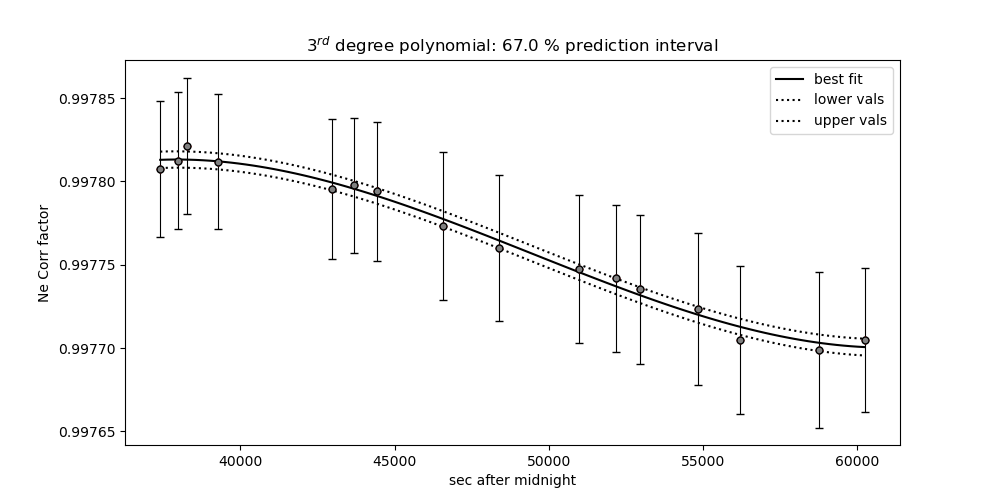 3rd degree polynomial: 67.0 % prediction interval
best fit
lower vals
upper vals
0.99785
0.99780
0.99775
0.99770
0.99765
Ne Corr factor
40000 45000 50000 55000 60000
sec after midnight